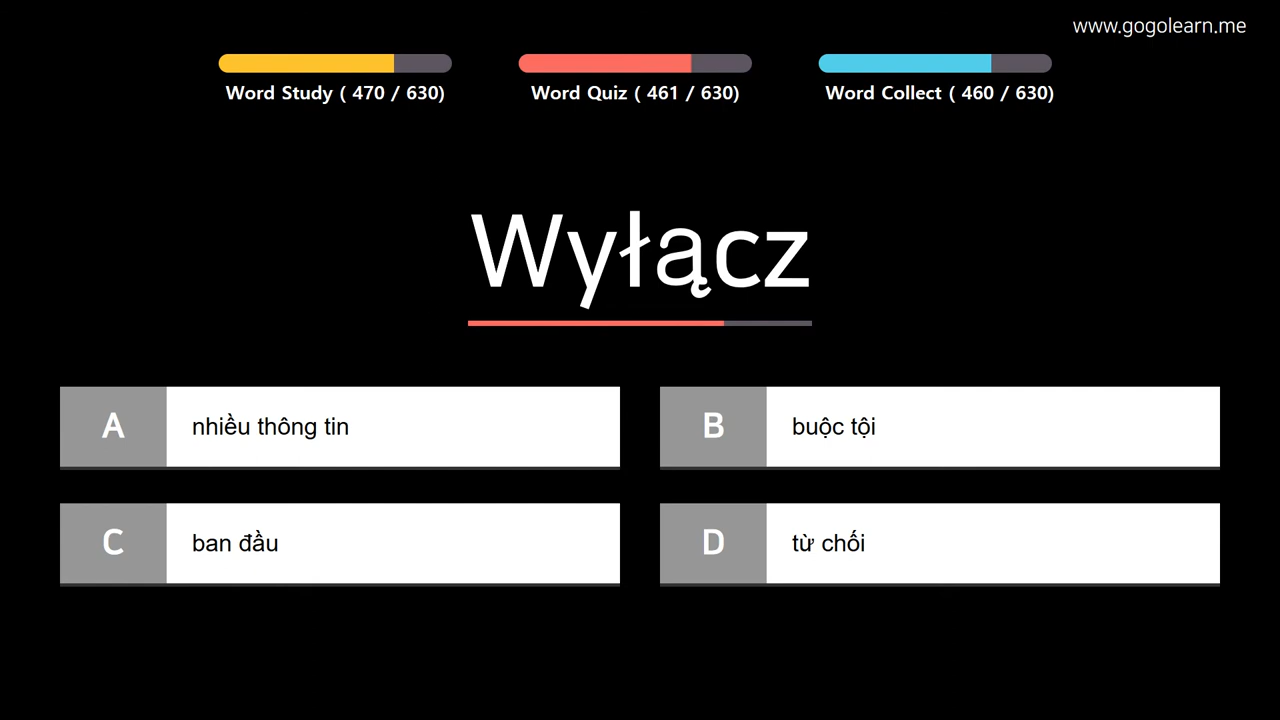 www.gogolearn.me
Word Study ( 470 / 630)
Word Quiz ( 461 / 630)
Word Collect ( 460 / 630)
Wyłącz
A nhiều thông tin
B buộc tội
C ban đầu
D từ chối